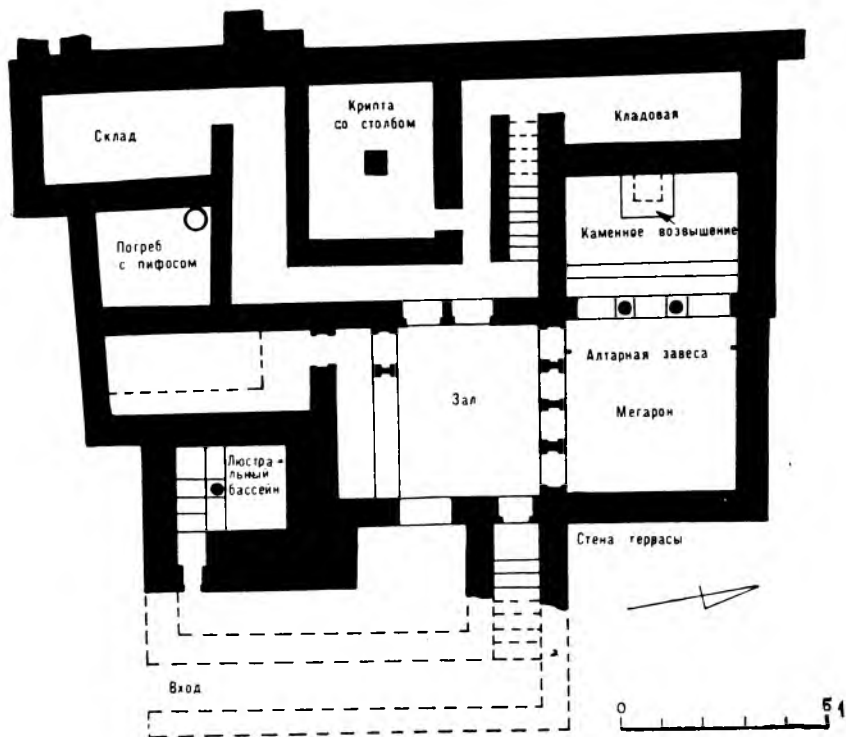 Склад
Крипта
со столбом
Кладовая
Погреб
с пифосом
Каменное возвышение
Алтарная завеса
Зал
Мегарон
Люстра-
льный
бассейн
Стена террасы
Вход
0
5
1